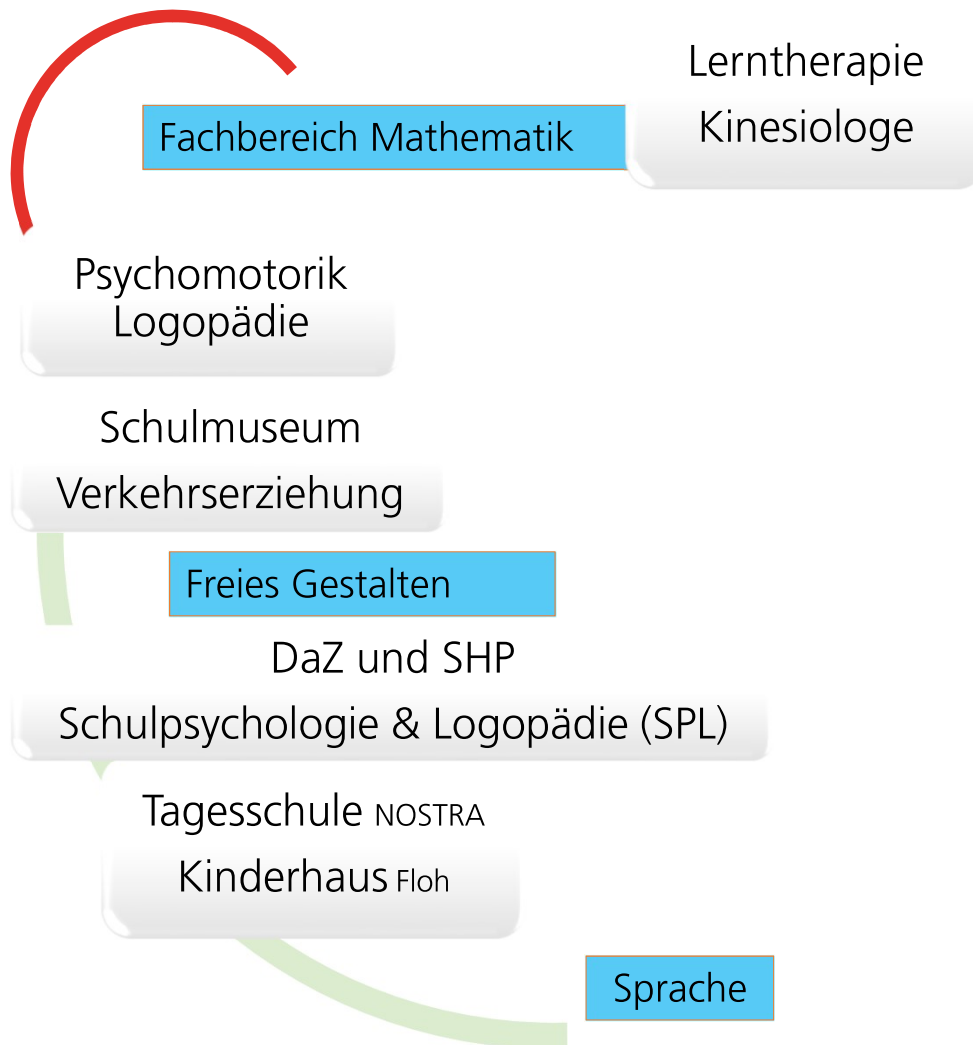 Lerntherapie
Kinesiologe
Fachbereich Mathematik
Psychomotorik
Logopädie
Schulmuseum
Verkehrserziehung
Freies Gestalten
DaZ und SHP
Schulpsychologie & Logopädie (SPL)
Tagesschule NOSTRA
Kinderhaus Floh
Sprache